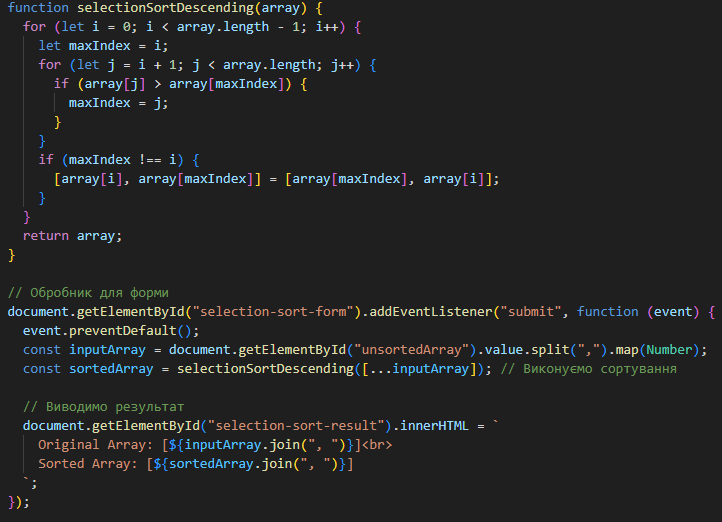 function selectionSortDescending(array) {
  for (let i = 0; i < array.length - 1; i++) {
    let maxIndex = i;
    for (let j = i + 1; j < array.length; j++) {
      if (array[j] > array[maxIndex]) {
        maxIndex = j;
      }
    }
    if (maxIndex !== i) {
      [array[i], array[maxIndex]] = [array[maxIndex], array[i]];
    }
  }
  return array;
}

// Обробник для форми
document.getElementById("selection-sort-form").addEventListener("submit", function (event) {
  event.preventDefault();
  const inputArray = document.getElementById("unsortedArray").value.split(",").map(Number);
  const sortedArray = selectionSortDescending([...inputArray]); // Виконуємо сортування

  // Виводимо результат
  document.getElementById("selection-sort-result").innerHTML = `
    Original Array: [${inputArray.join(", ")}]<br>
    Sorted Array: [${sortedArray.join(", ")}]
  `;
});